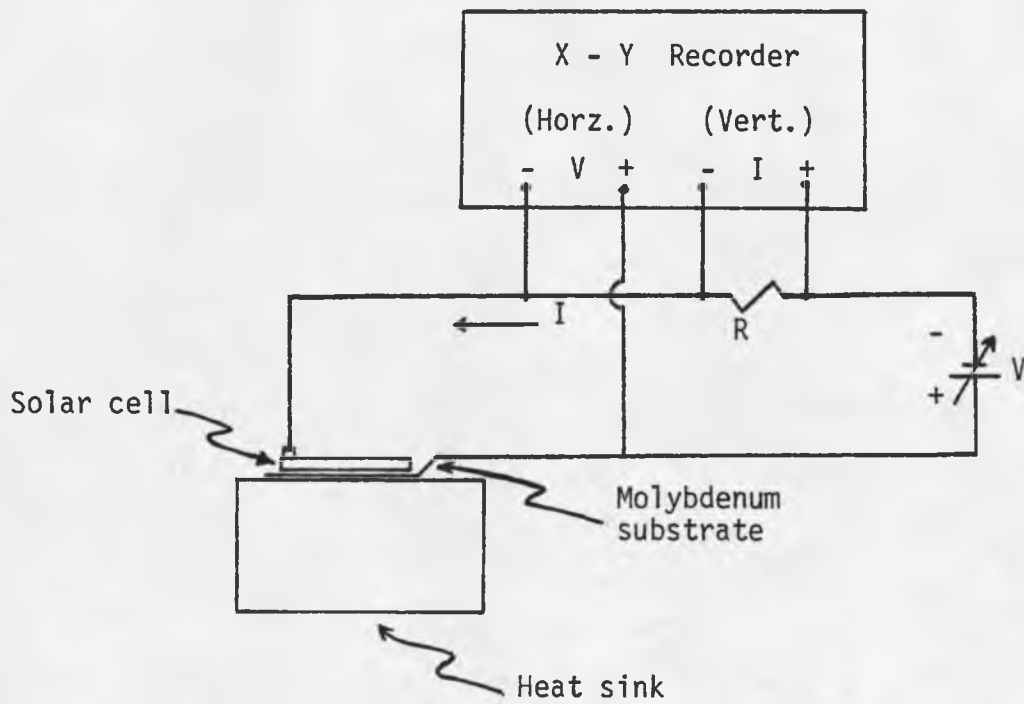 X - Y Recorder
(Horz.) (Vert.)
- V + - I +
I
R
-
V
+
Solar cell
Molybdenum
substrate
Heat sink